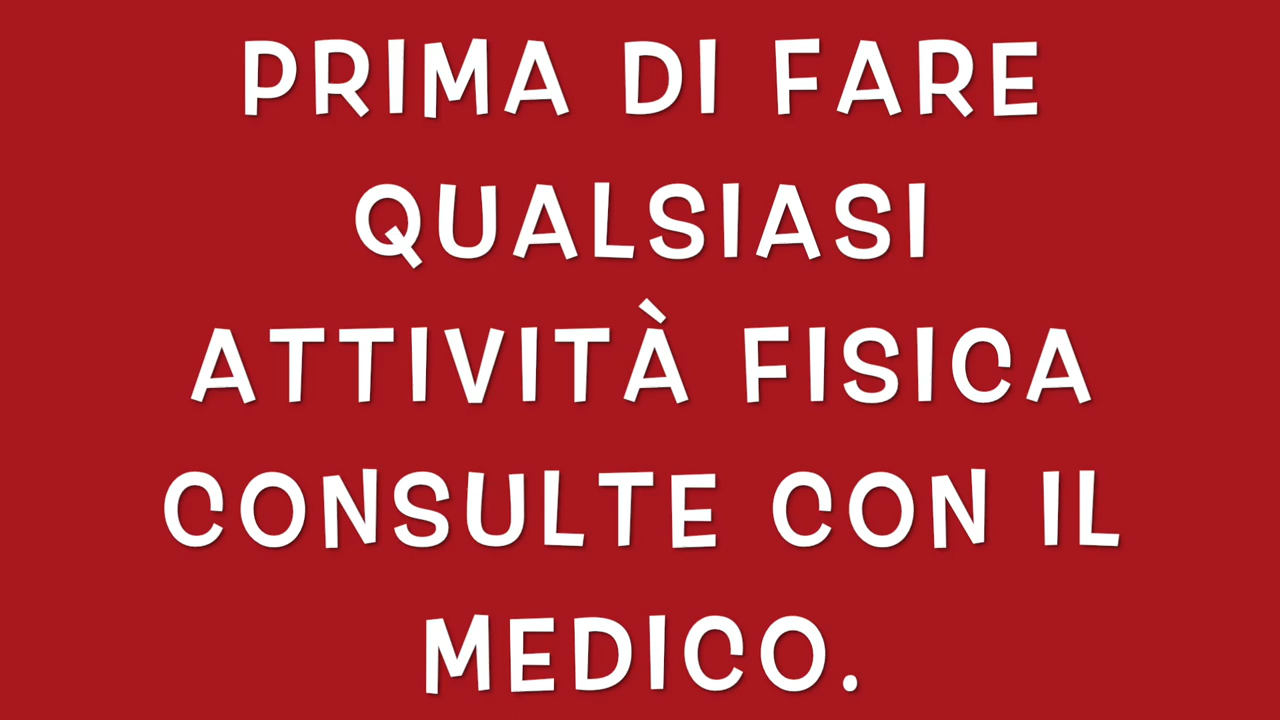 PRIMA DI FARE
QUALSIASI
ATTIVITÀ FISICA
CONSULTE CON IL
MEDICO.